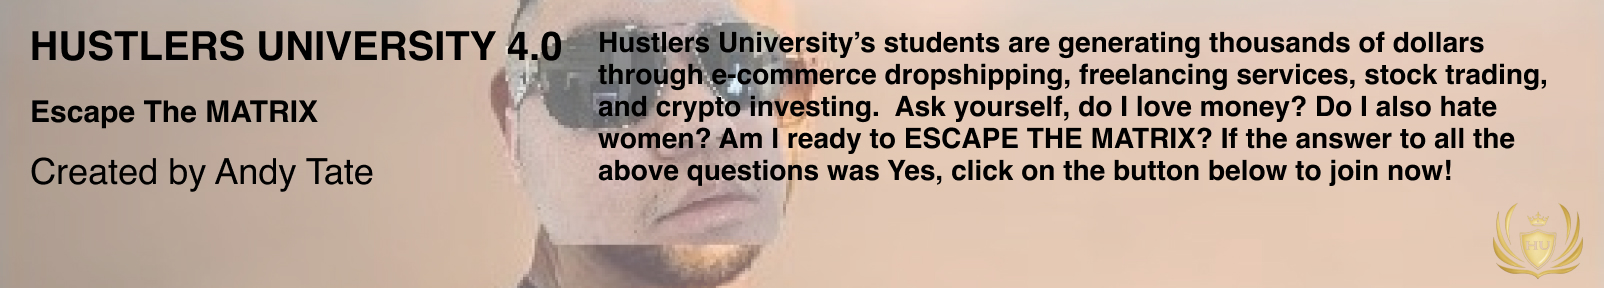 HUSTLERS UNIVERSITY 4.0
Escape The MATRIX
Created by Andy Tate
Hustlers University’s students are generating thousands of dollars
through e-commerce dropshipping, freelancing services, stock trading,
and crypto investing.  Ask yourself, do I love money? Do I also hate
women? Am I ready to ESCAPE THE MATRIX? If the answer to all the
above questions was Yes, click on the button below to join now!
HU